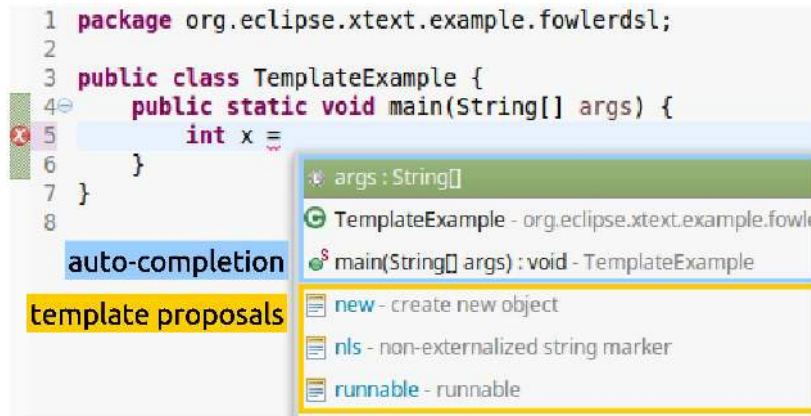 1 package org.eclipse.xtext.example.fowlerdsl;
2
3 public class TemplateExample {
4 public static void main(String[] args) {
5 int x =
6 }
7 }
8
args : String[]
TemplateExample - org.eclipse.xtext.example.fowle
main(String[] args) : void - TemplateExample
auto-completion
template proposals
new - create new object
nls - non-externalized string marker
runnable - runnable